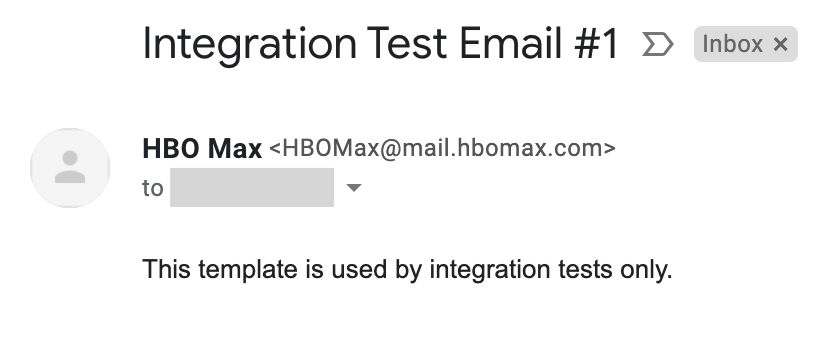 Integration Test Email #1 Inbox ×
HBO Max <HBOMax@mail.hbomax.com>
to
This template is used by integration tests only.